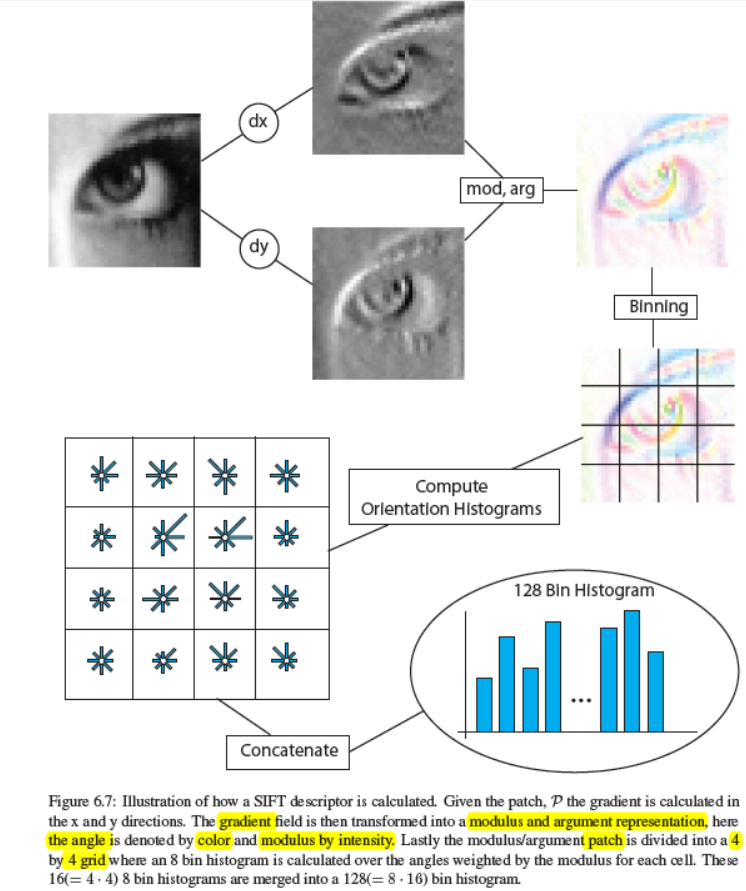 dx
mod, arg
dy
Binning
Compute
Orientation Histograms
128 Bin Histogram
...
Concatenate
Figure 6.7: Illustration of how a SIFT descriptor is calculated. Given the patch, 𝒫 the gradient is calculated in
the x and y directions. The gradient field is then transformed into a modulus and argument representation, here
the angle is denoted by color and modulus by intensity. Lastly the modulus/argument patch is divided into a 4
by 4 grid where an 8 bin histogram is calculated over the angles weighted by the modulus for each cell. These
16(= 4 · 4) 8 bin histograms are merged into a 128(= 8 · 16) bin histogram.